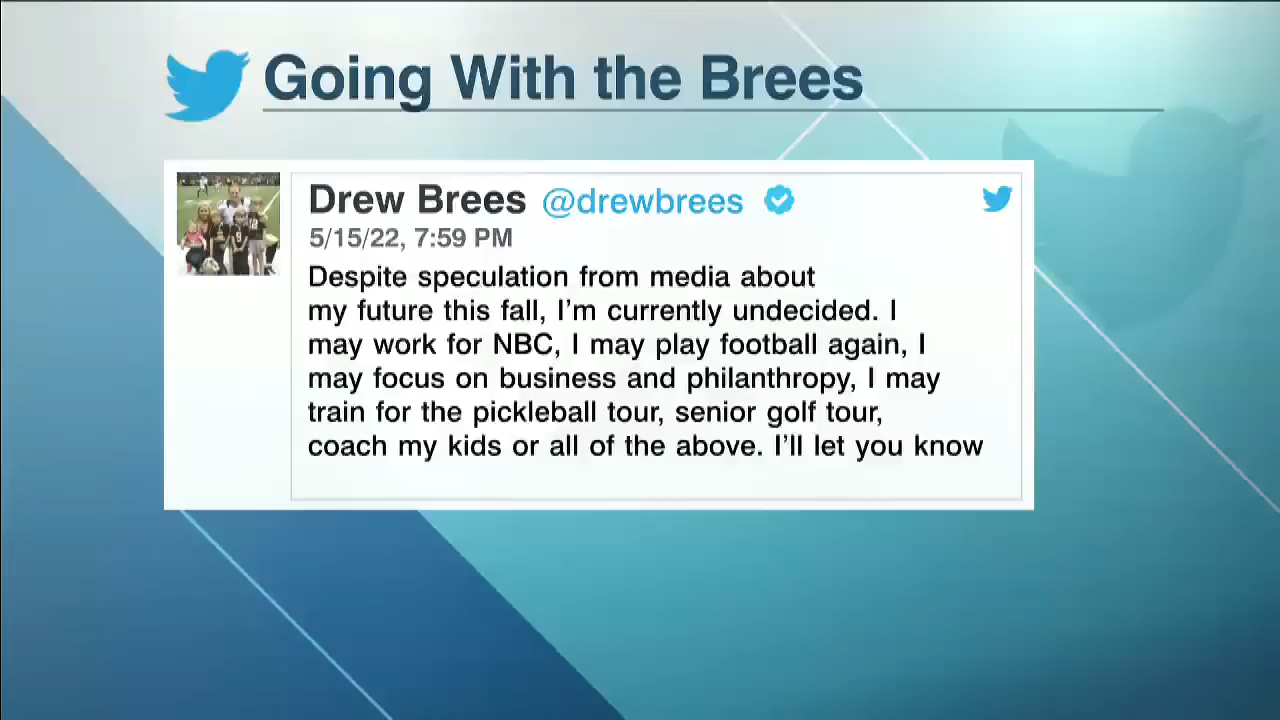 Going With the Brees
Drew Brees @drewbrees
5/15/22, 7:59 PM
Despite speculation from media about
my future this fall, I'm currently undecided. I
may work for NBC, I may play football again, I
may focus on business and philanthropy, I may
train for the pickleball tour, senior golf tour,
coach my kids or all of the above. I'll let you know